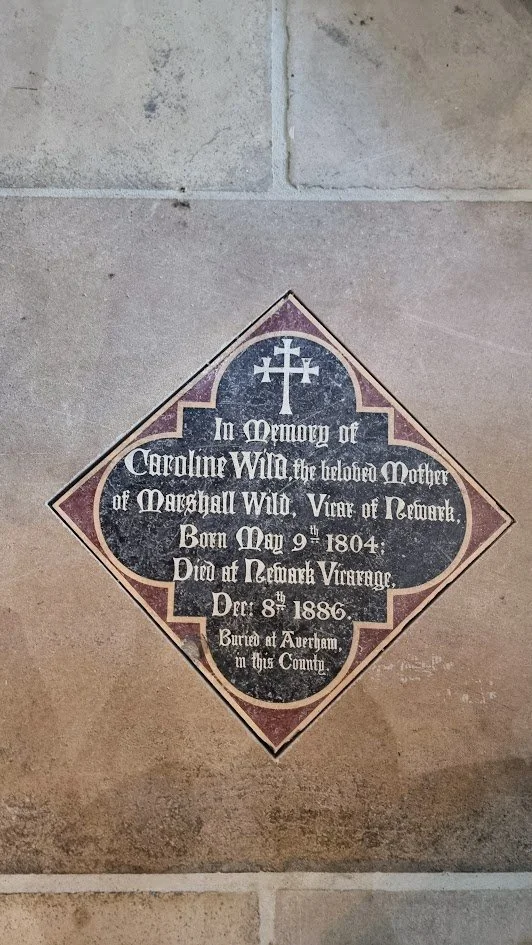 In Memory of
Caroline Wild, the beloved Mother
of Marshall Wild, Vicar of Newark,
Born May 9th 1804;
Died at Newark Vicarage,
Dec: 8th 1886.
Buried at Averham,
in this County.